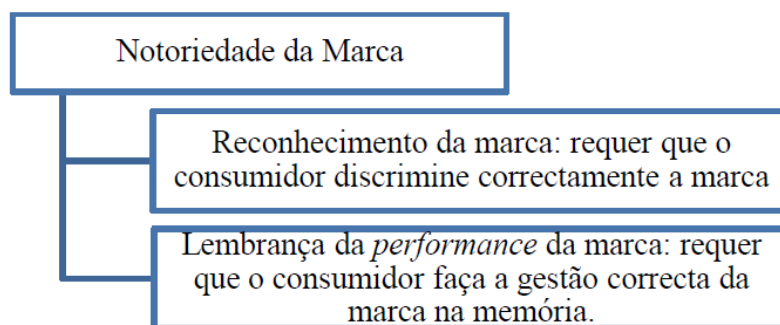 Notoriedade da Marca
Reconhecimento da marca: requer que o
consumidor discrimine correctamente a marca
Lembrança da performance da marca: requer
que o consumidor faça a gestão correcta da
marca na memória.